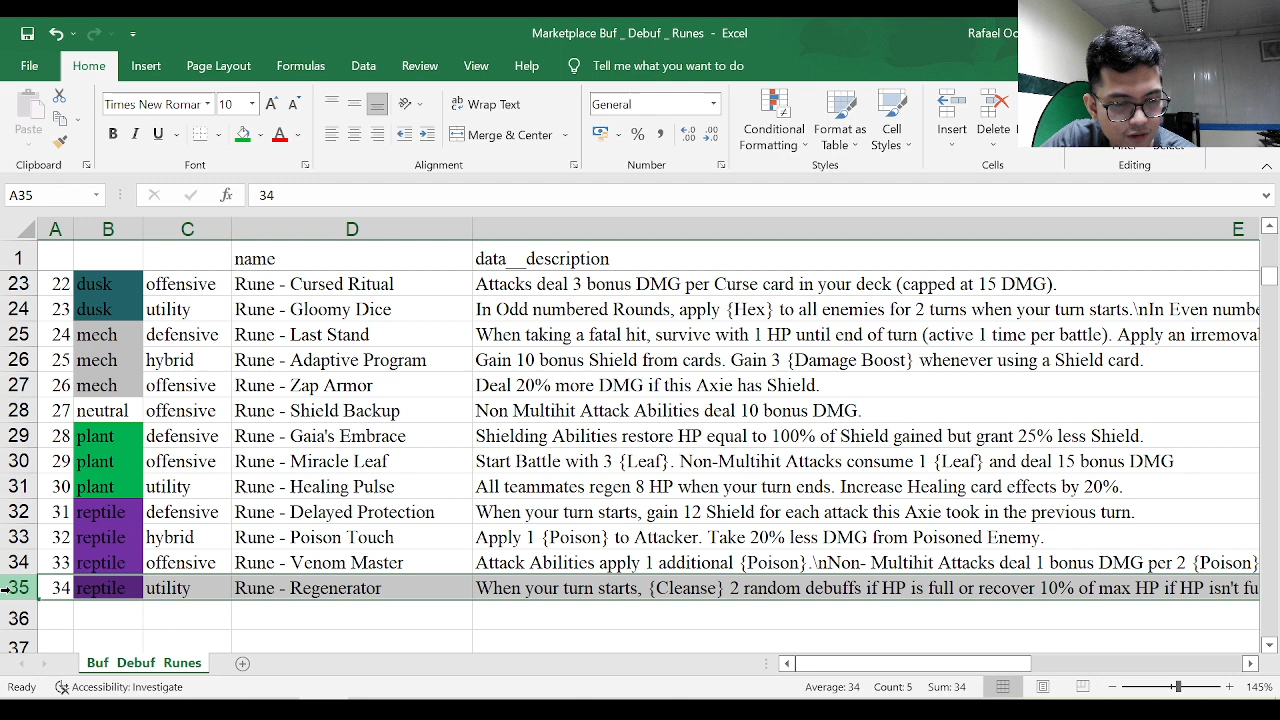 Marketplace Buf _ Debuf _ Runes - Excel
Rafael Oc
File Home Insert Page Layout Formulas Data Review View Help Tell me what you want to do
Times New Roman 10
Wrap Text
General
Paste
B I U
Merge & Center
% ,
Conditional Formatting
Format as Table
Cell Styles
Insert Delete
Clipboard Font Alignment Number Styles Cells Editing
A35 fx 34
A B C D E
1 name data__description
23 22 dusk offensive Rune - Cursed Ritual Attacks deal 3 bonus DMG per Curse card in your deck (capped at 15 DMG).
24 23 dusk utility Rune - Gloomy Dice In Odd numbered Rounds, apply {Hex} to all enemies for 2 turns when your turn starts.\nIn Even numbe
25 24 mech defensive Rune - Last Stand When taking a fatal hit, survive with 1 HP until end of turn (active 1 time per battle). Apply an irremova
26 25 mech hybrid Rune - Adaptive Program Gain 10 bonus Shield from cards. Gain 3 {Damage Boost} whenever using a Shield card.
27 26 mech offensive Rune - Zap Armor Deal 20% more DMG if this Axie has Shield.
28 27 neutral offensive Rune - Shield Backup Non Multihit Attack Abilities deal 10 bonus DMG.
29 28 plant defensive Rune - Gaia's Embrace Shielding Abilities restore HP equal to 100% of Shield gained but grant 25% less Shield.
30 29 plant offensive Rune - Miracle Leaf Start Battle with 3 {Leaf}. Non-Multihit Attacks consume 1 {Leaf} and deal 15 bonus DMG
31 30 plant utility Rune - Healing Pulse All teammates regen 8 HP when your turn ends. Increase Healing card effects by 20%.
32 31 reptile defensive Rune - Delayed Protection When your turn starts, gain 12 Shield for each attack this Axie took in the previous turn.
33 32 reptile hybrid Rune - Poison Touch Apply 1 {Poison} to Attacker. Take 20% less DMG from Poisoned Enemy.
34 33 reptile offensive Rune - Venom Master Attack Abilities apply 1 additional {Poison}.\nNon- Multihit Attacks deal 1 bonus DMG per 2 {Poison}
35 34 reptile utility Rune - Regenerator When your turn starts, {Cleanse} 2 random debuffs if HP is full or recover 10% of max HP if HP isn't fu
36
37
Buf_Debuf_Runes
Ready Accessibility: Investigate Average: 34 Count: 5 Sum: 34 145%